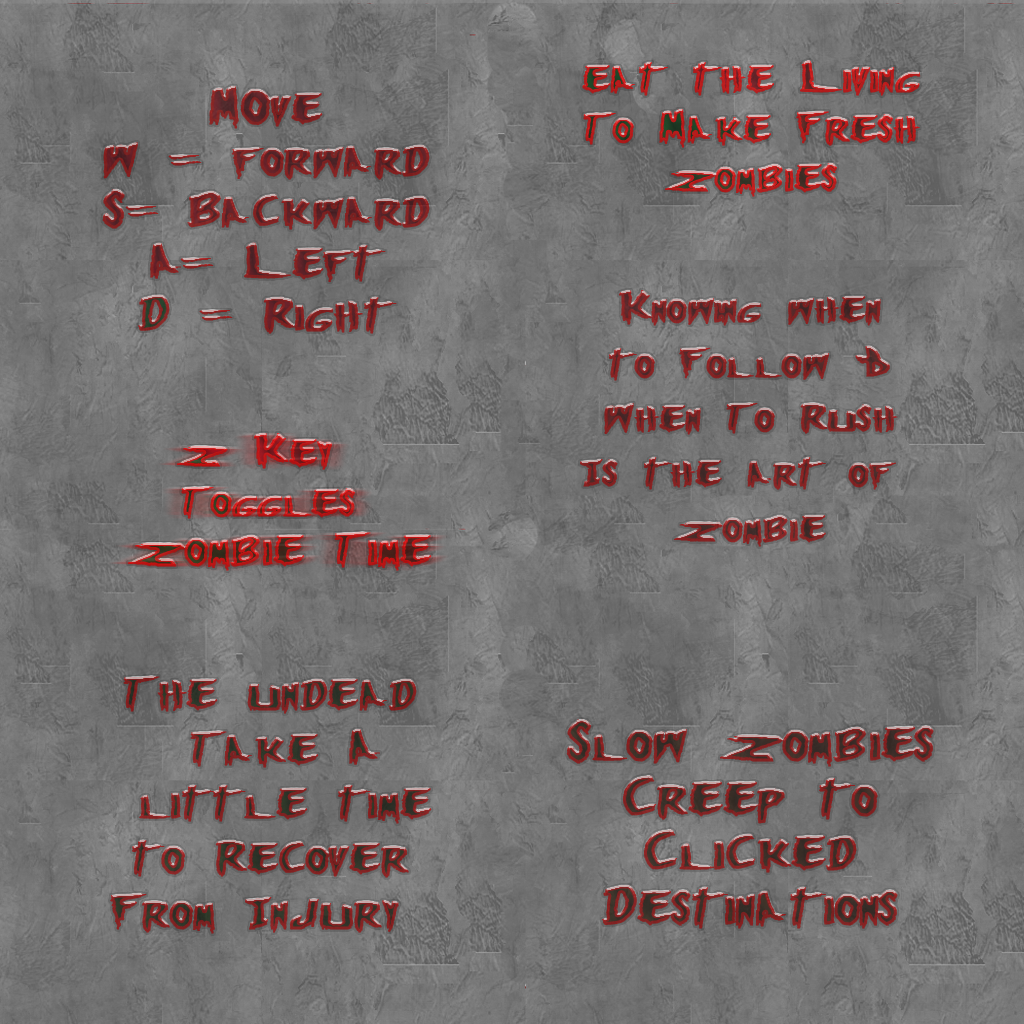 Move
W = Forward
S= Backward
A= Left
D = Right
Z Key
Toggles
Zombie Time
The undead
Take a
little time
to Recover
From Injury
Eat the Living
To Make Fresh
Zombies
Knowing when
to Follow &
When To Rush
is the art of
Zombie
Slow Zombies
Creep to
Clicked
Destinations